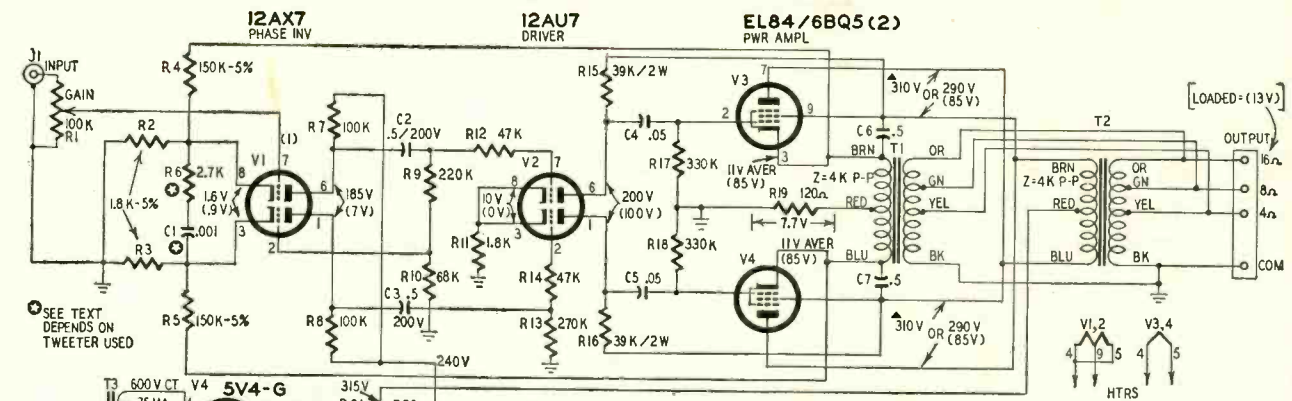 12AX7
PHASE INV
12AU7
DRIVER
EL84/6BQ5(2)
PWR AMPL
J1 INPUT
GAIN
100K
R1
R4 150K-5%
R2
R6 2.7K
1.8K-5%
C1 .001
R3
R5 150K-5%
SEE TEXT
DEPENDS ON
TWEETER USED
V1
(1)
7
8
1.6V
(.9V)
3
2
6
1
R7 100K
185V
(7V)
C2
.5/200V
R9 220K
R10 68K
C3 .5
200V
R8 100K
240V
R12 47K
V2
7
8
10V
(0V)
3
2
6
1
R11 1.8K
R14 47K
R13 270K
R15 39K/2W
200V
(100V)
C4 .05
C5 .05
R16 39K/2W
R17 330K
R18 330K
V3
7
2
9
3
11V AVER
(85V)
R19 120Ω
7.7V
11V AVER
(85V)
V4
▲310V OR 290V
(85V)
C6 .5
T1
BRN
Z=4K P-P
RED
BLU
C7 .5
▲310V OR 290V
(85V)
OR
GN
YEL
BK
T2
BRN
Z=4K P-P
RED
BLU
OR
GN
YEL
BK
[LOADED=(13V)]
OUTPUT
16Ω
8Ω
4Ω
COM
V1,2
4 9 5
V3,4
4 5
HTRS
T3 600V CT
V4
5V4-G
315V